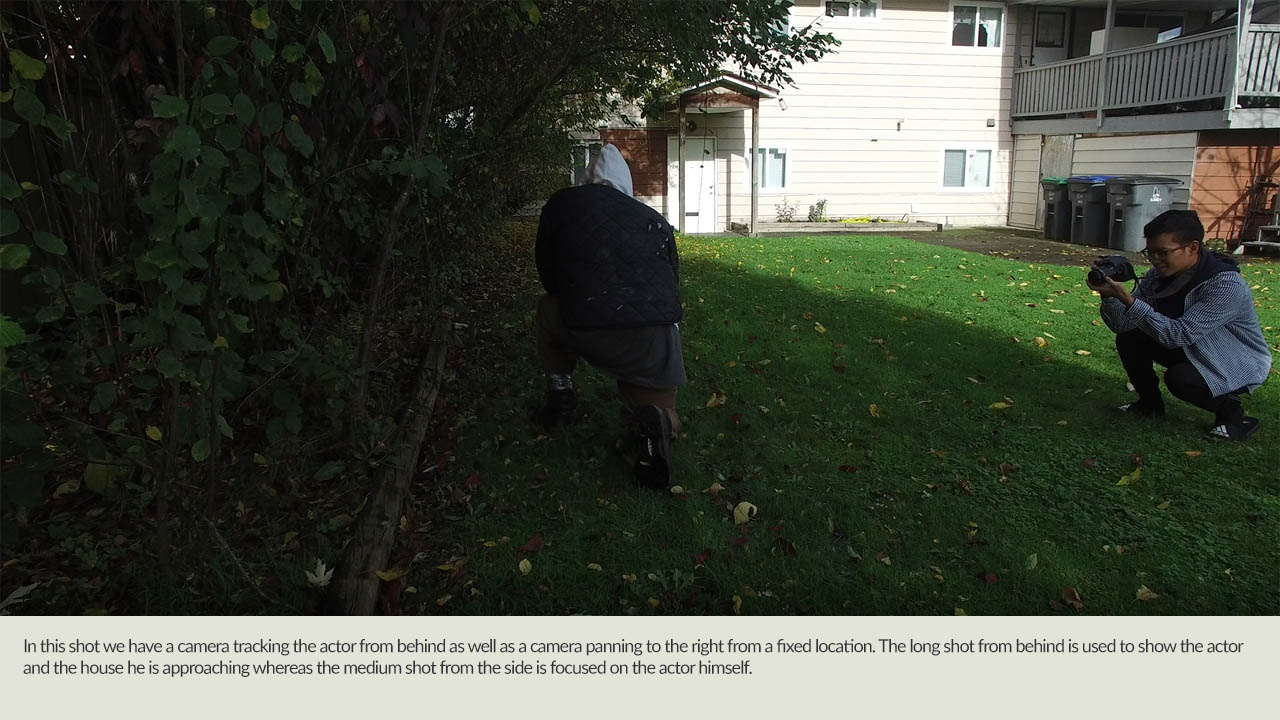 In this shot we have a camera tracking the actor from behind as well as a camera panning to the right from a fixed location. The long shot from behind is used to show the actor
and the house he is approaching whereas the medium shot from the side is focused on the actor himself.